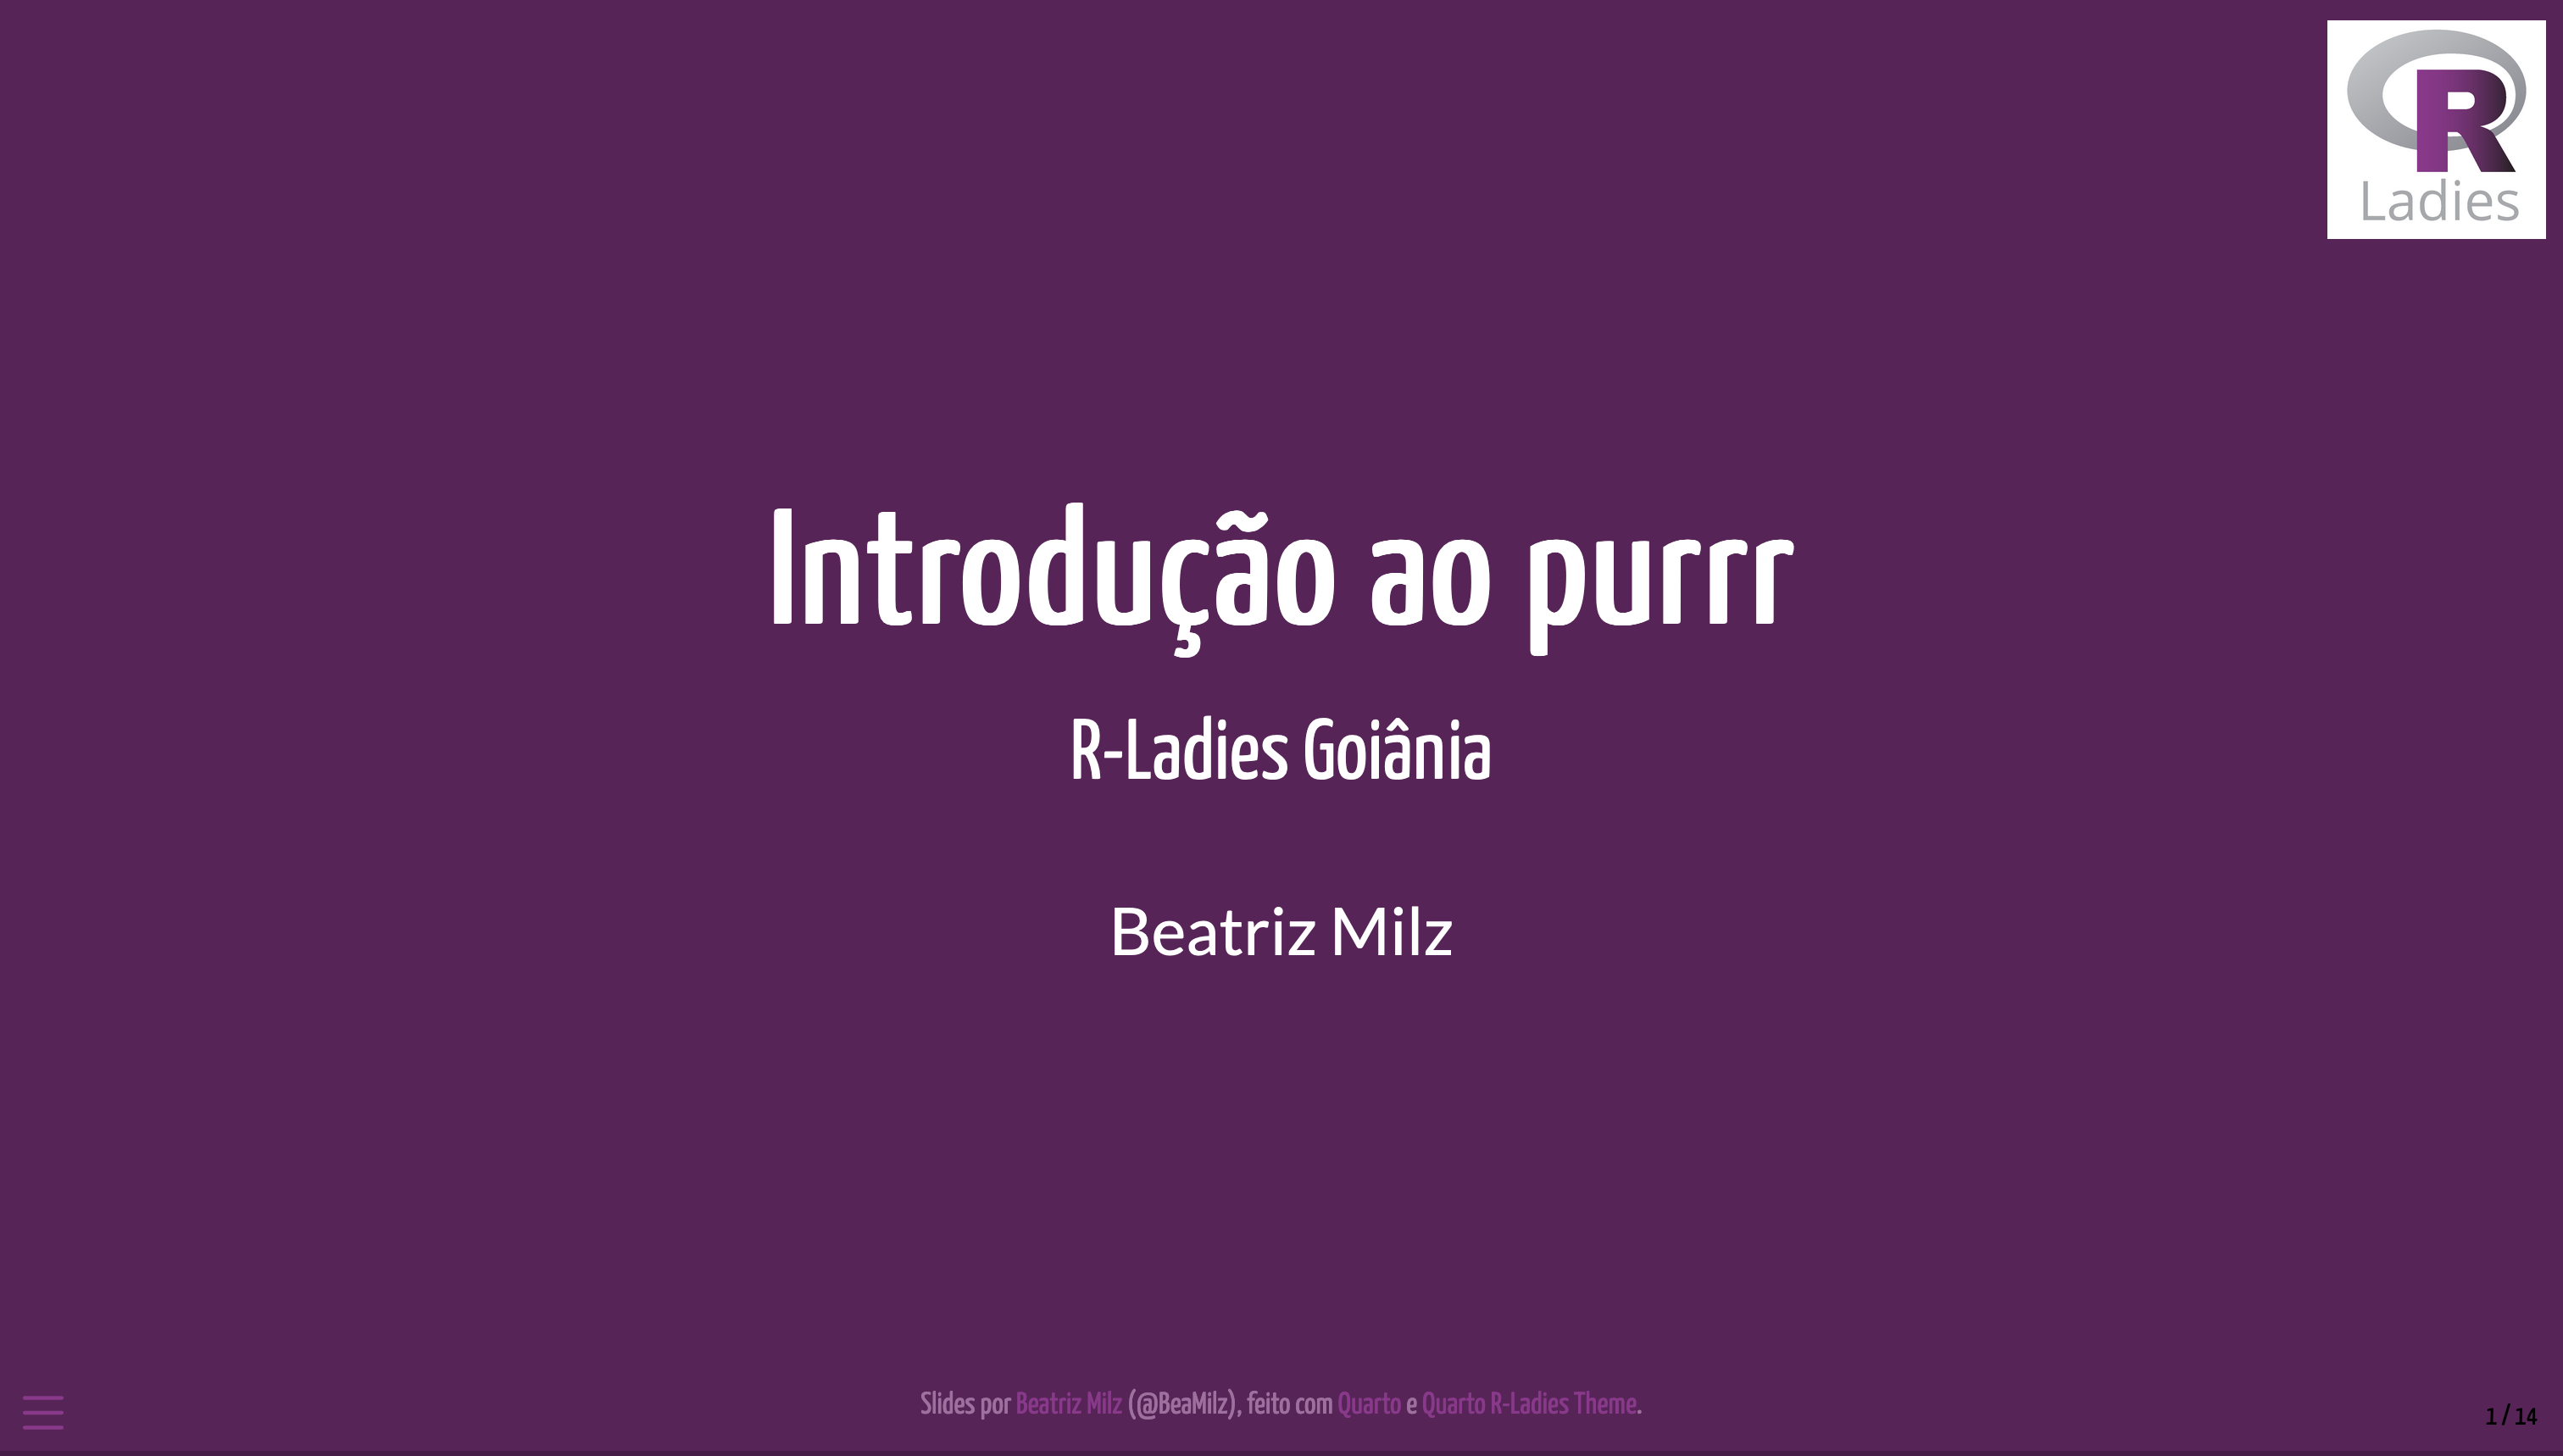 R
Ladies
Introdução ao purrr
R-Ladies Goiânia
Beatriz Milz
Slides por Beatriz Milz (@BeaMilz), feito com Quarto e Quarto R-Ladies Theme.
1 / 14